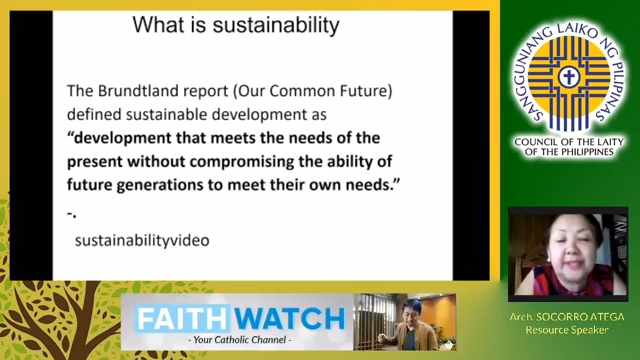 What is sustainability
The Brundtland report (Our Common Future)
defined sustainable development as
“development that meets the needs of the
present without compromising the ability of
future generations to meet their own needs.”
-.
sustainabilityvideo
SANGGUNIANG LAIKO NG PILIPINAS
COUNCIL OF THE LAITY
OF THE PHILIPPINES
Arch. SOCORRO ATEGA
Resource Speaker
FAITH WATCH
- Your Catholic Channel -